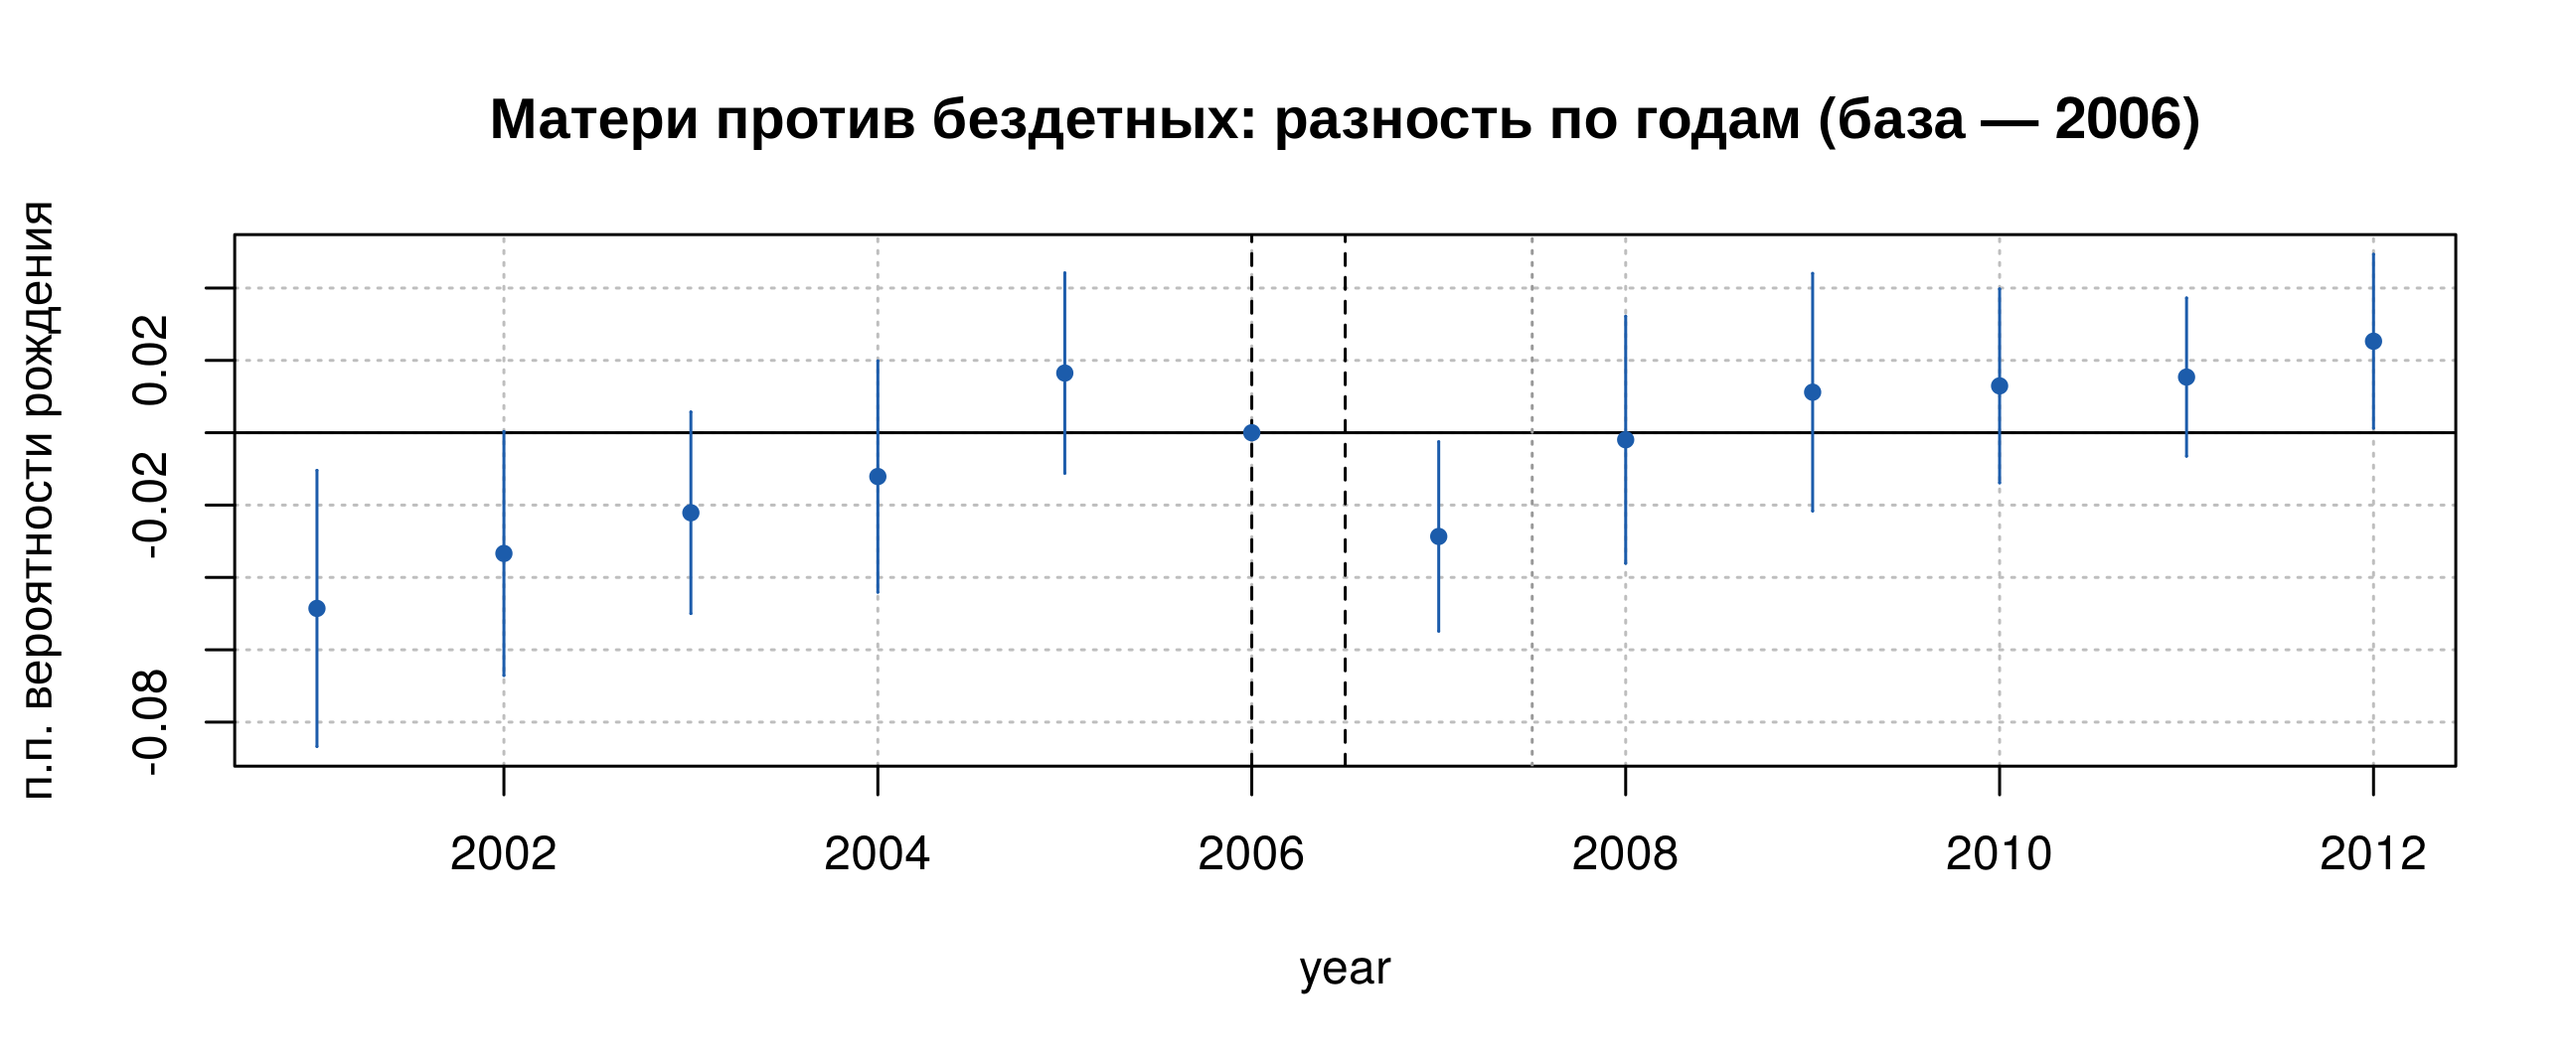 Матери против бездетных: разность по годам (база — 2006)
п.п. вероятности рождения
0.02
-0.02
-0.08
2002 2004 2006 2008 2010 2012
year